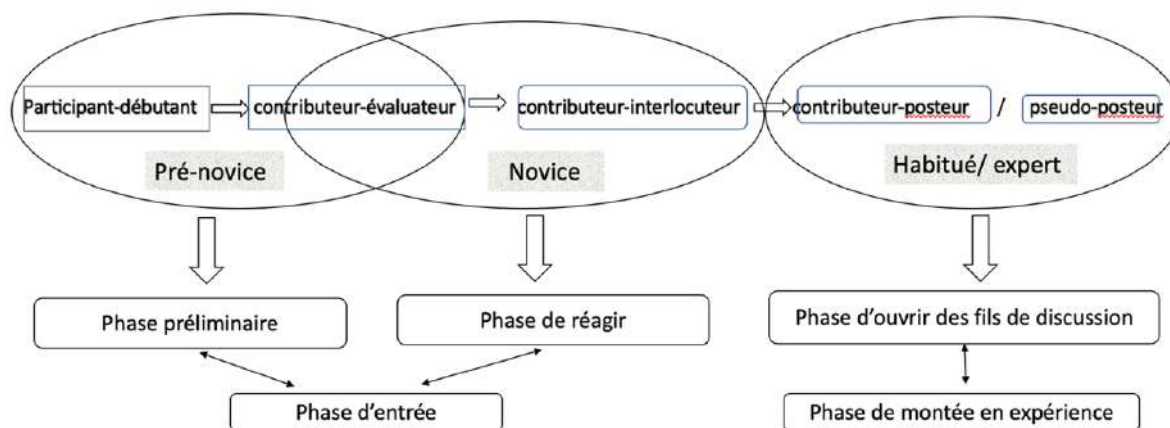 Participant-débutant contributeur-évaluateur contributeur-interlocuteur contributeur-posteur / pseudo-posteur
Pré-novice Novice Habitué/ expert
Phase préliminaire Phase de réagir Phase d'ouvrir des fils de discussion
Phase d'entrée Phase de montée en expérience